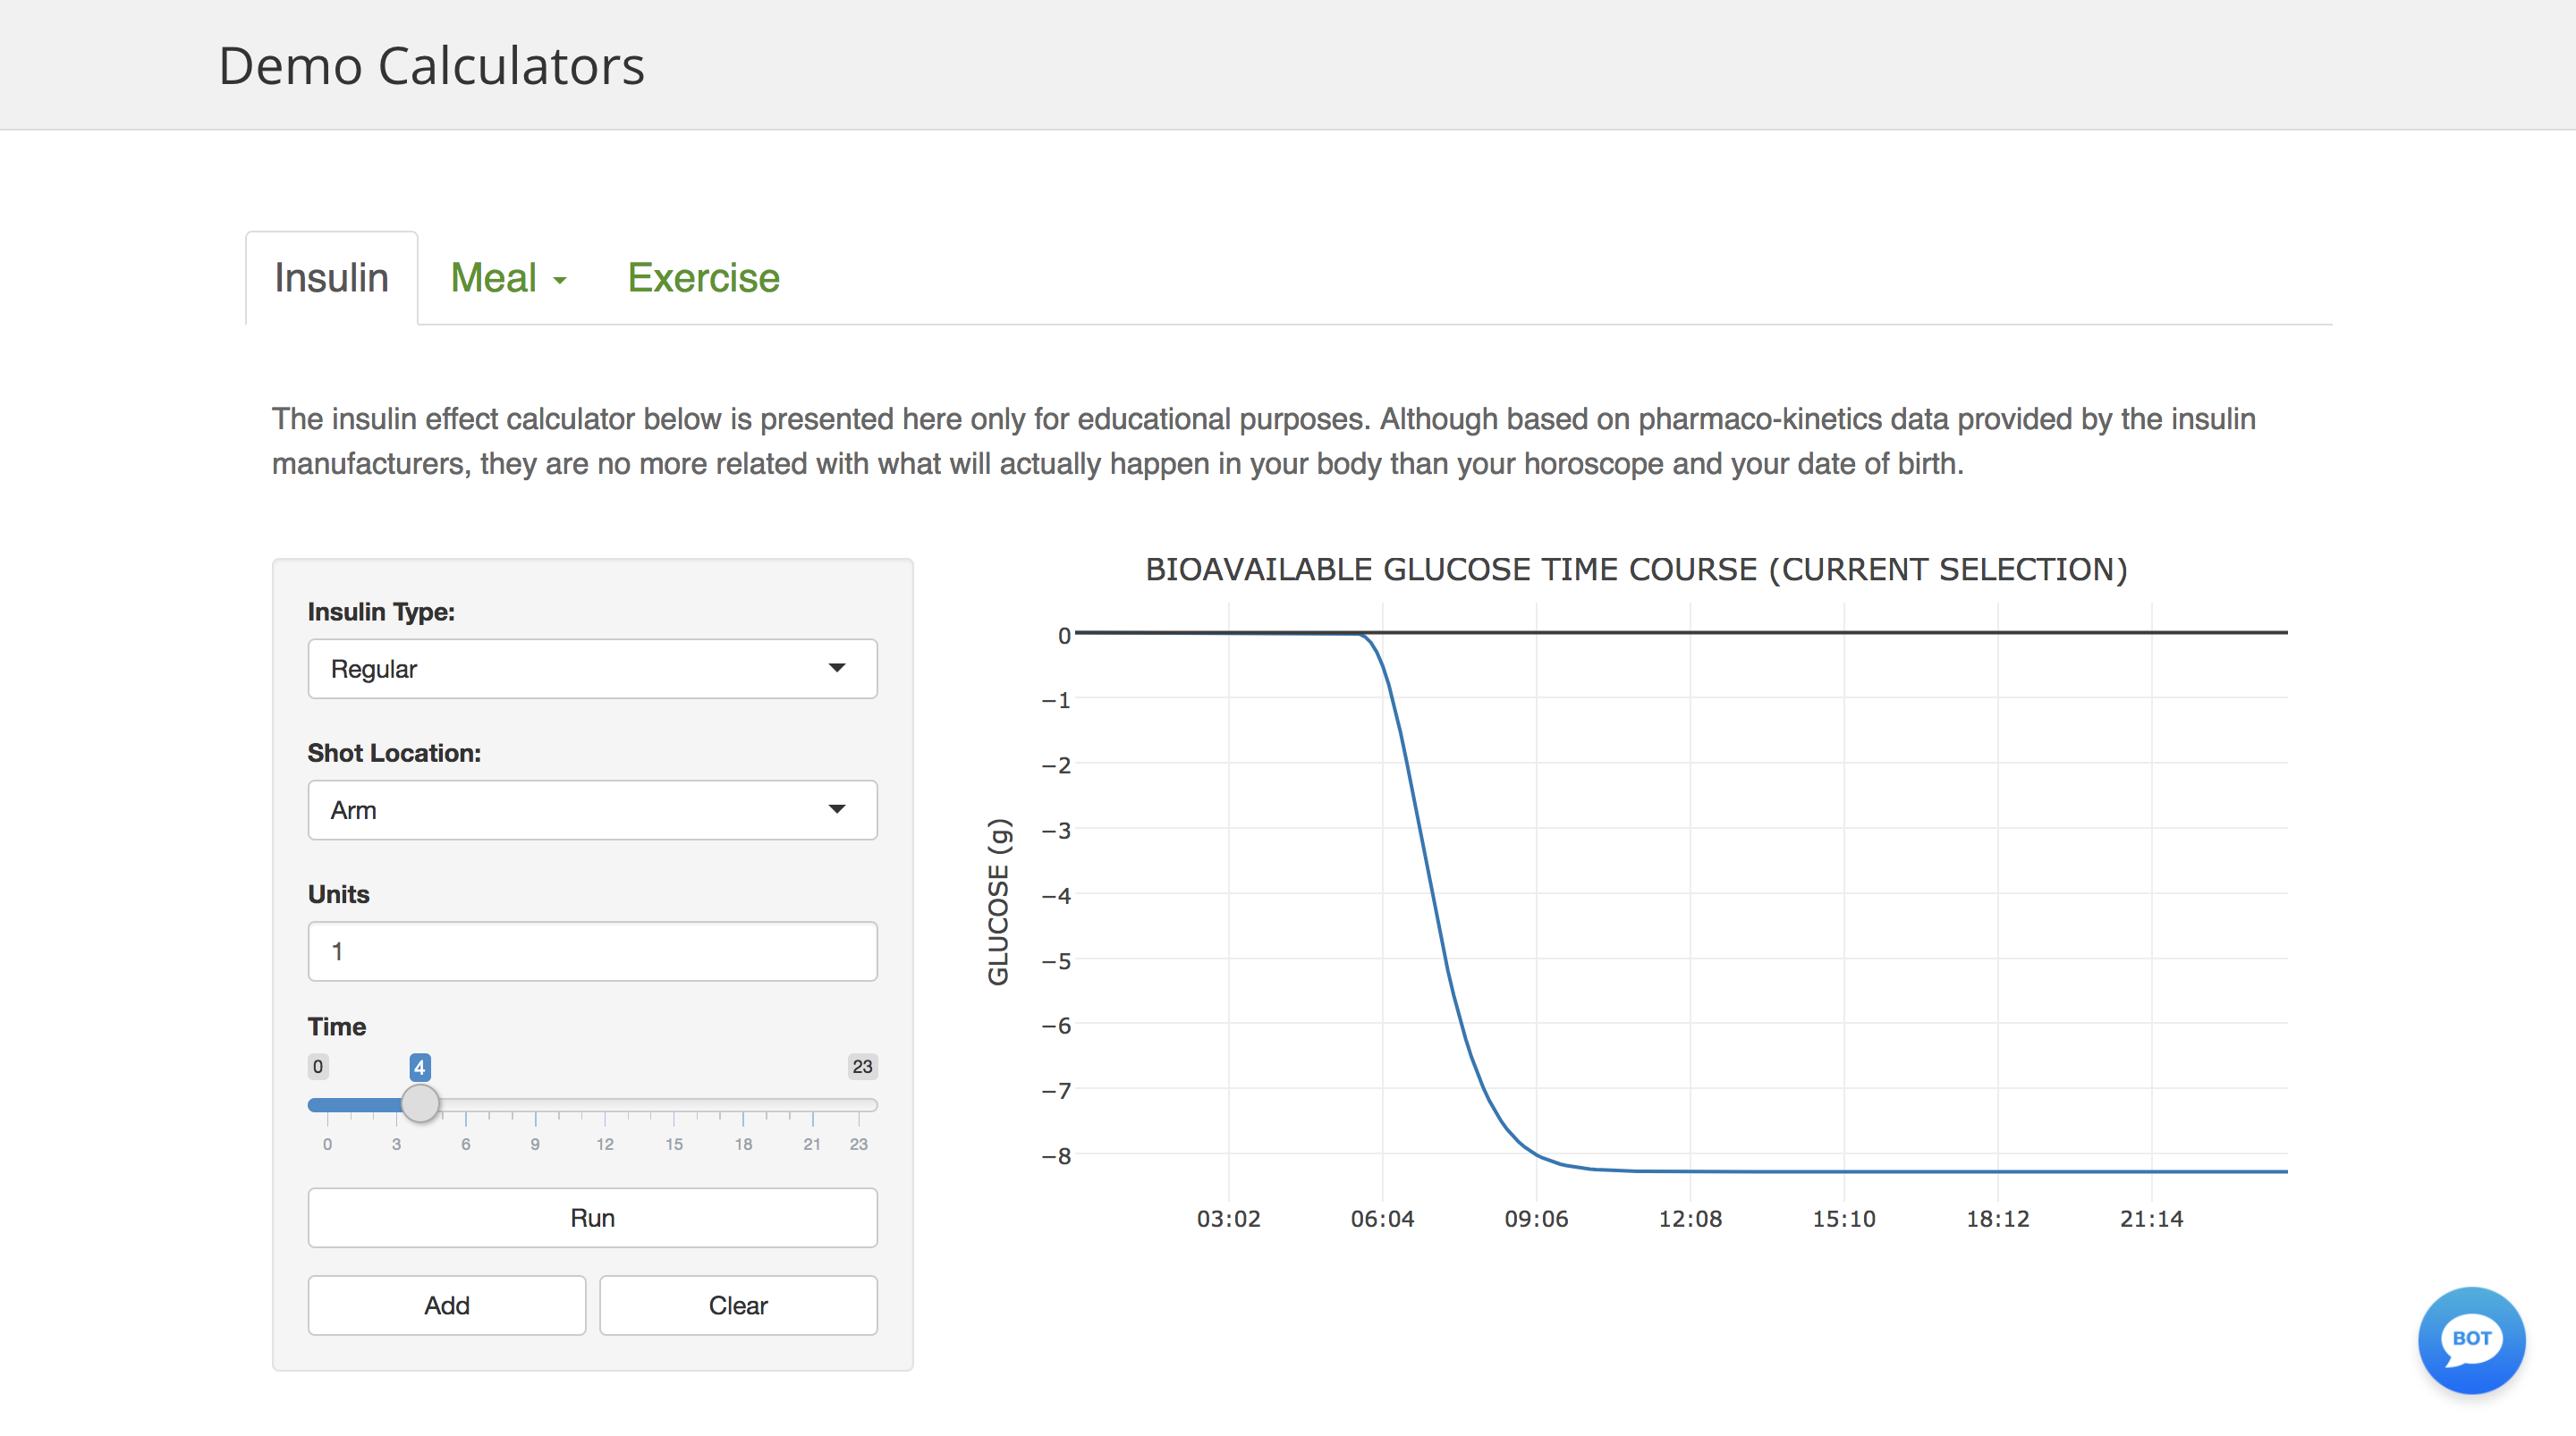 Demo Calculators
Insulin
Meal
Exercise
The insulin effect calculator below is presented here only for educational purposes. Although based on pharmaco-kinetics data provided by the insulin
manufacturers, they are no more related with what will actually happen in your body than your horoscope and your date of birth.
Insulin Type:
Regular
Shot Location:
Arm
Units
1
Time
0 4 23
0 3 6 9 12 15 18 21 23
Run
Add Clear
BIOAVAILABLE GLUCOSE TIME COURSE (CURRENT SELECTION)
GLUCOSE (g)
0
−1
−2
−3
−4
−5
−6
−7
−8
03:02 06:04 09:06 12:08 15:10 18:12 21:14
BOT